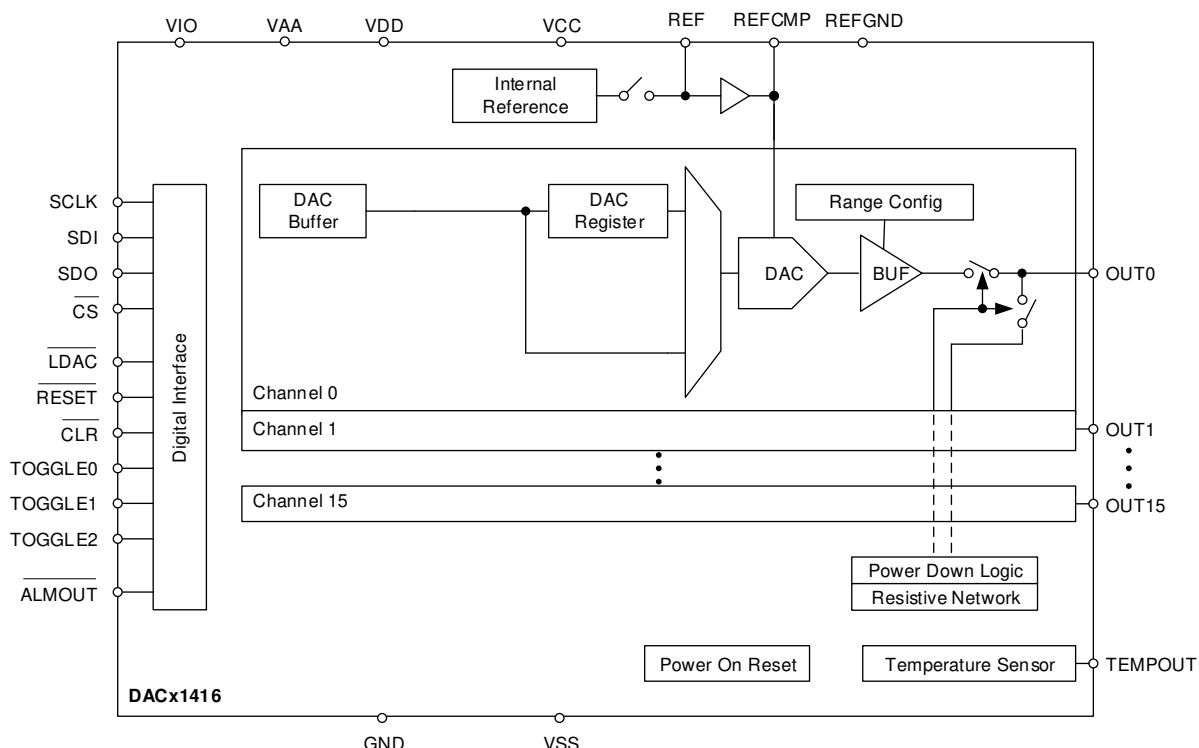 VIO VAA VDD VCC REF REFCMP REFGND
Internal
Reference
SCLK
SDI
SDO
CS
LDAC
RESET
CLR
TOGGLE0
TOGGLE1
TOGGLE2
ALMOUT
Digital Interface
DAC
Buffer
DAC
Register
Range Config
DAC
BUF
OUT0
Channel 0
Channel 1
OUT1
Channel 15
OUT15
Power Down Logic
Resistive Network
Power On Reset
Temperature Sensor
TEMPOUT
DACx1416
GND VSS